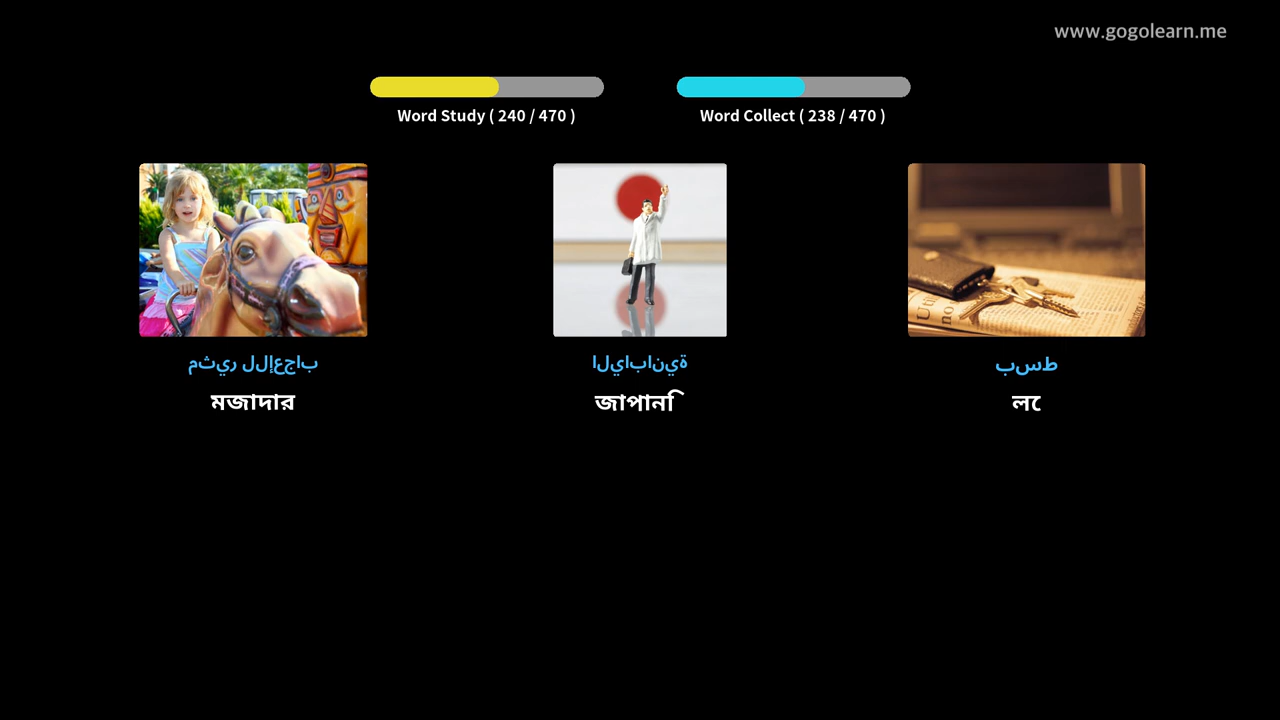 www.gogolearn.me
Word Study ( 240 / 470 )
Word Collect ( 238 / 470 )
مثير للإعجاب
اليابانية
بسط
মজাদার
জাপানি
লে